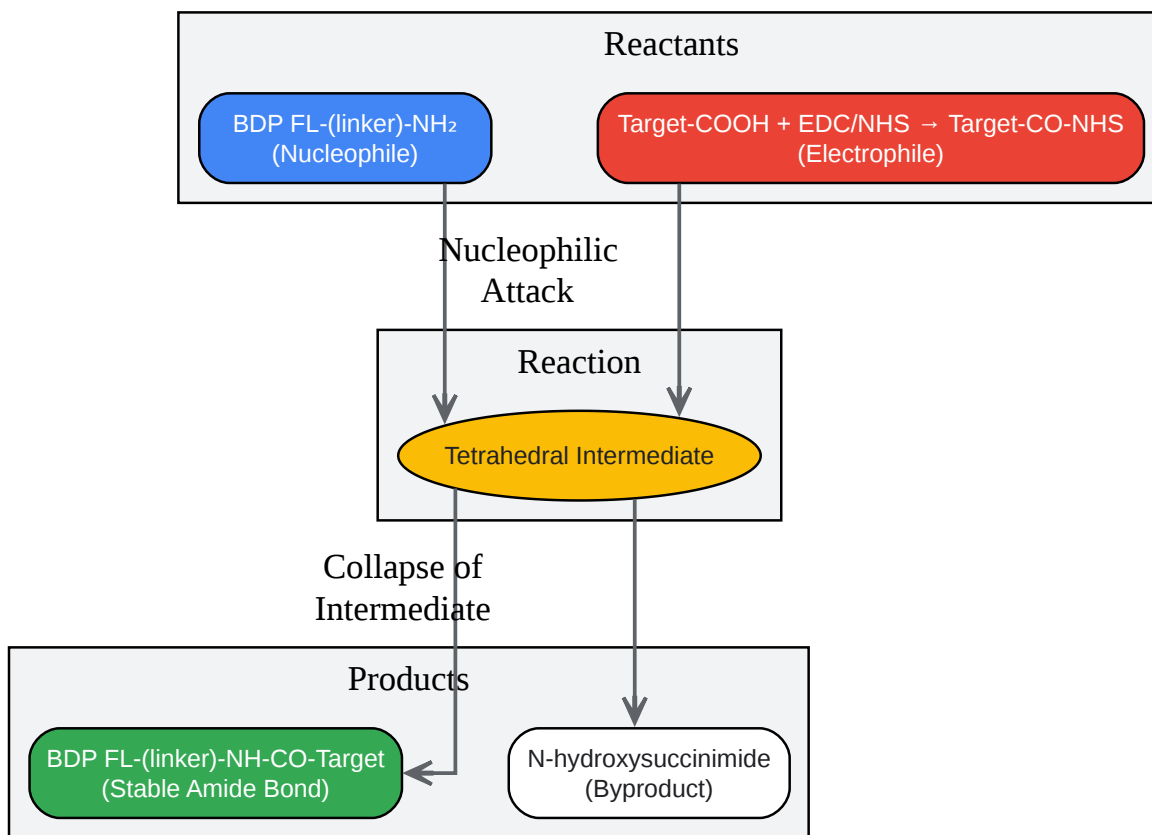 Reactants
BDP FL-(linker)-NH₂
(Nucleophile)
Target-COOH + EDC/NHS → Target-CO-NHS
(Electrophile)
Nucleophilic
Attack
Reaction
Tetrahedral Intermediate
Collapse of
Intermediate
Products
BDP FL-(linker)-NH-CO-Target
(Stable Amide Bond)
N-hydroxysuccinimide
(Byproduct)